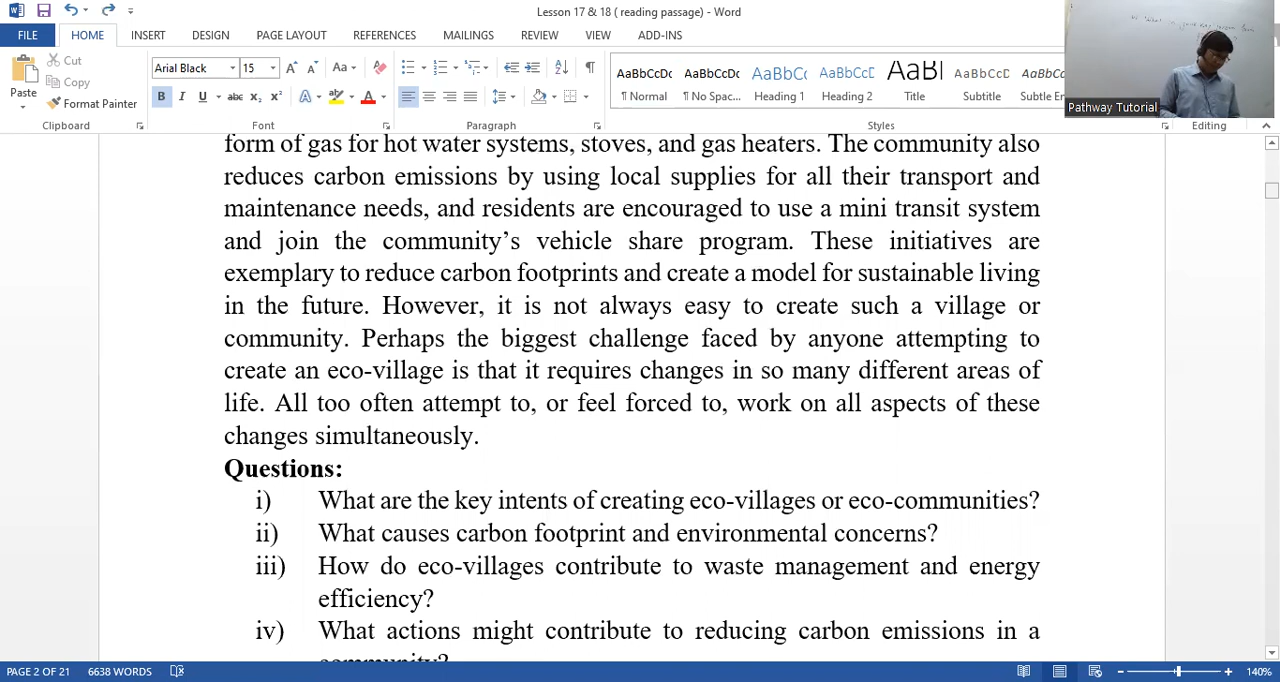 Lesson 17 & 18 ( reading passage) - Word
FILE HOME INSERT DESIGN PAGE LAYOUT REFERENCES MAILINGS REVIEW VIEW ADD-INS
Cut
Copy
Paste
Format Painter
Arial Black 15
AaBbCcDc AaBbCcDc AaBbCc AaBbCcD AaBl AaBbCcD AaBbCcDc
¶ Normal ¶ No Spac... Heading 1 Heading 2 Title Subtitle Subtle Em
Clipboard Font Paragraph Styles Editing
Pathway Tutorial
form of gas for hot water systems, stoves, and gas heaters. The community also
reduces carbon emissions by using local supplies for all their transport and
maintenance needs, and residents are encouraged to use a mini transit system
and join the community’s vehicle share program. These initiatives are
exemplary to reduce carbon footprints and create a model for sustainable living
in the future. However, it is not always easy to create such a village or
community. Perhaps the biggest challenge faced by anyone attempting to
create an eco-village is that it requires changes in so many different areas of
life. All too often attempt to, or feel forced to, work on all aspects of these
changes simultaneously.
Questions:
i) What are the key intents of creating eco-villages or eco-communities?
ii) What causes carbon footprint and environmental concerns?
iii) How do eco-villages contribute to waste management and energy
efficiency?
iv) What actions might contribute to reducing carbon emissions in a
community?
PAGE 2 OF 21 6638 WORDS 140%